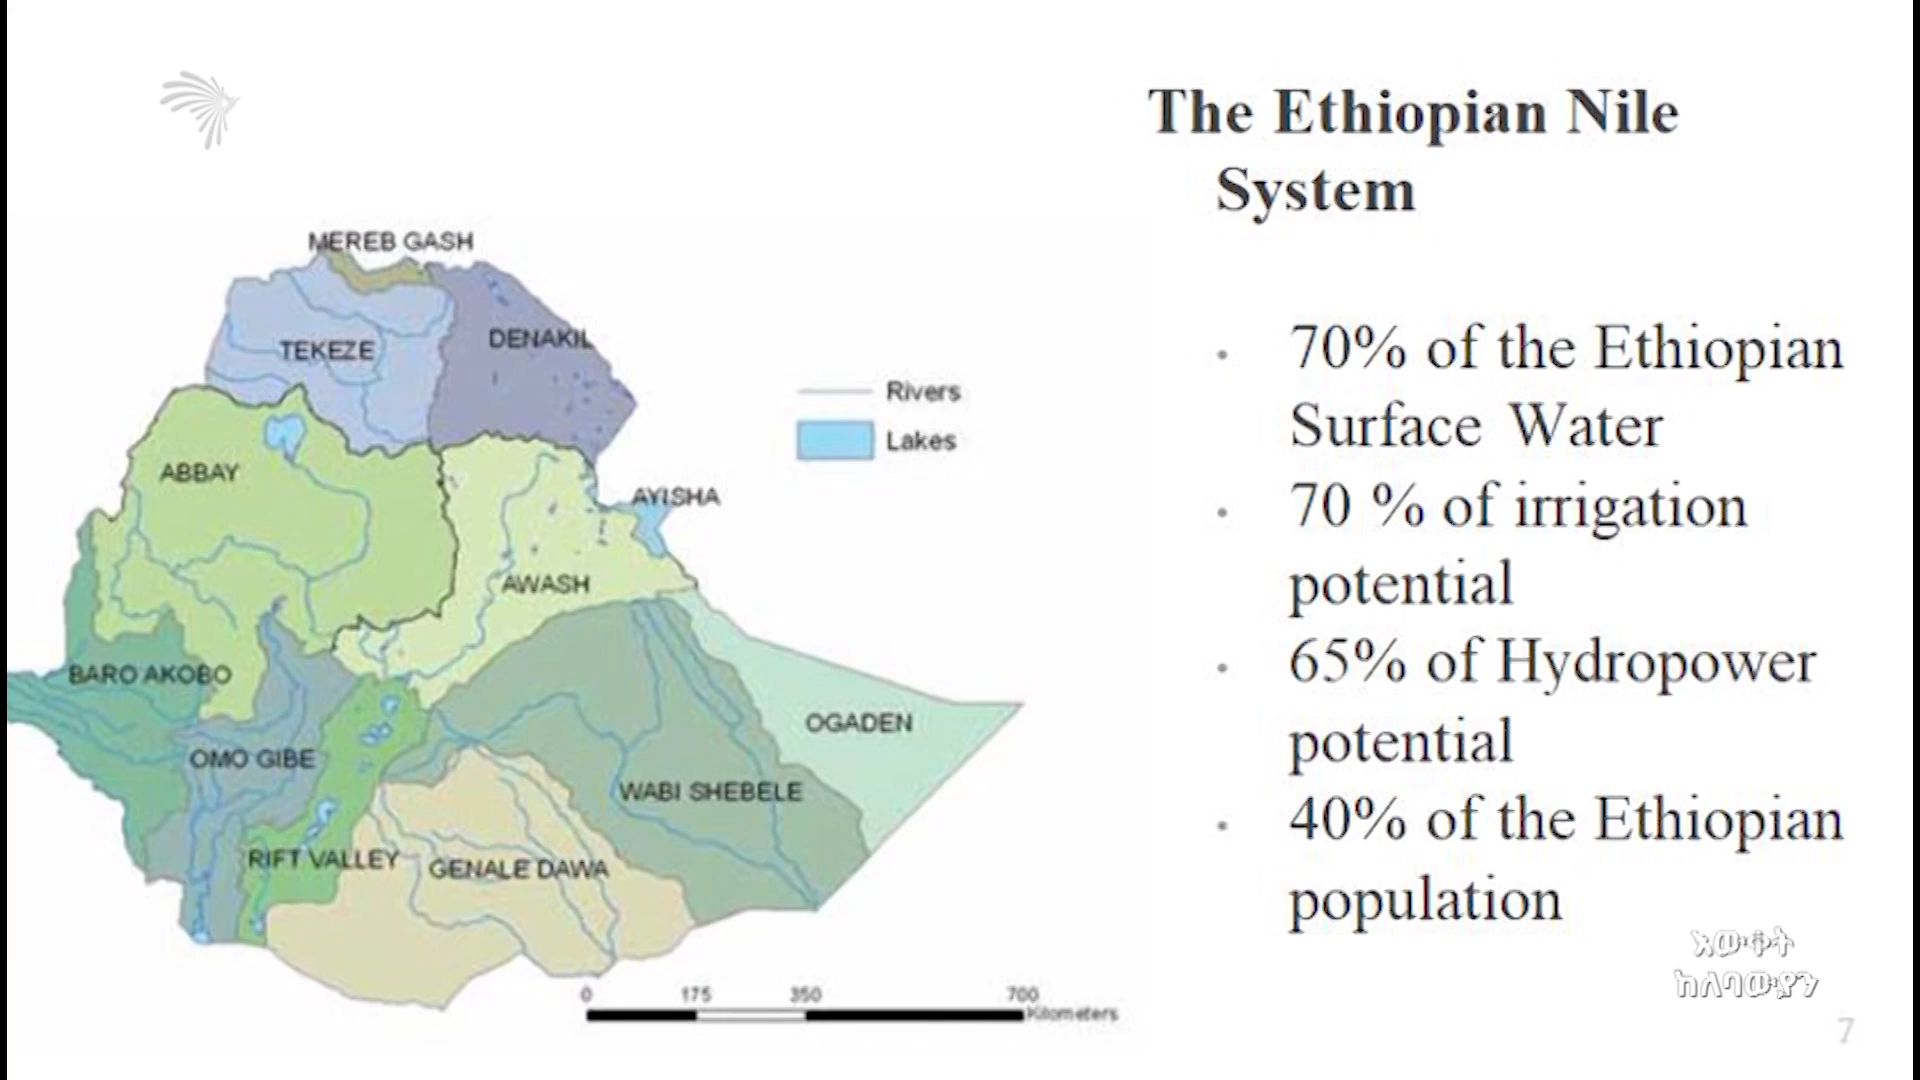 The Ethiopian Nile
System
MEREB GASH
TEKEZE
DENAKIL
Rivers
Lakes
ABBAY
AYISHA
AWASH
BARO AKOBO
OGADEN
OMO GIBE
WABI SHEBELE
RIFT VALLEY
GENALE DAWA
0 175 350 700
Kilometers
• 70% of the Ethiopian
Surface Water
• 70 % of irrigation
potential
• 65% of Hydropower
potential
• 40% of the Ethiopian
population
እውቀት
ከለባዉያን
7